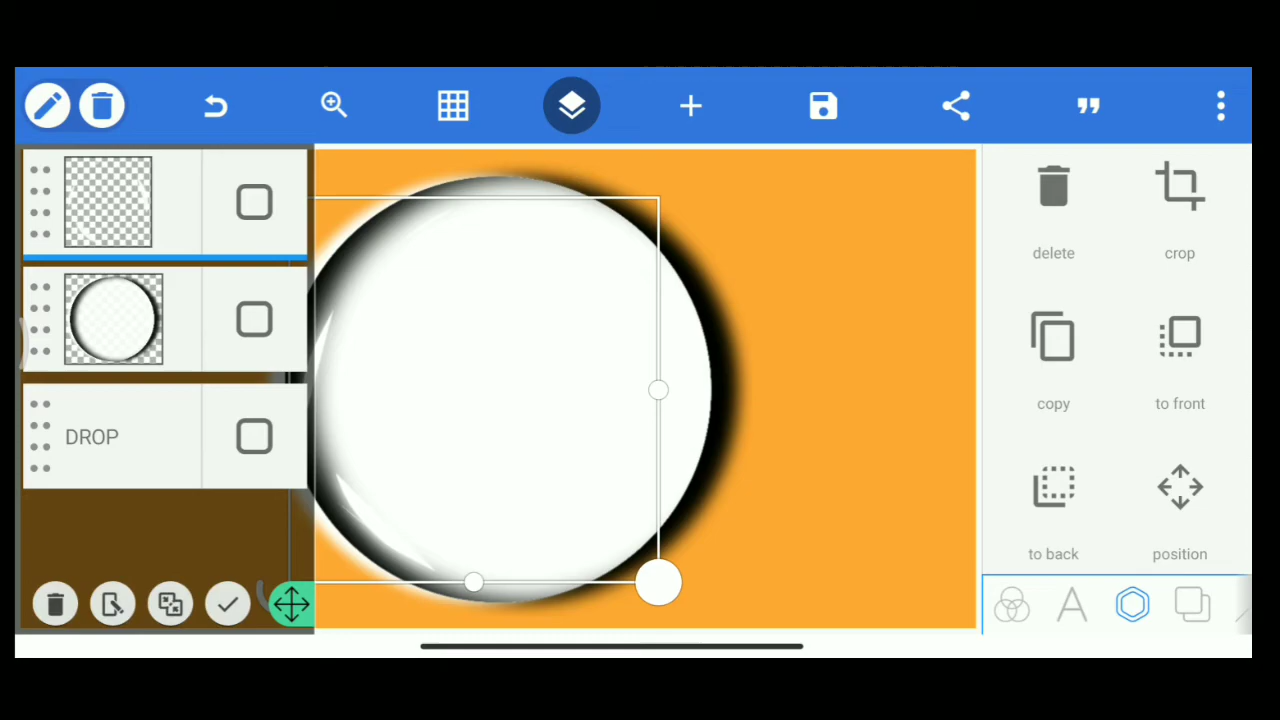 delete
crop
DROP
copy
to front
to back
position